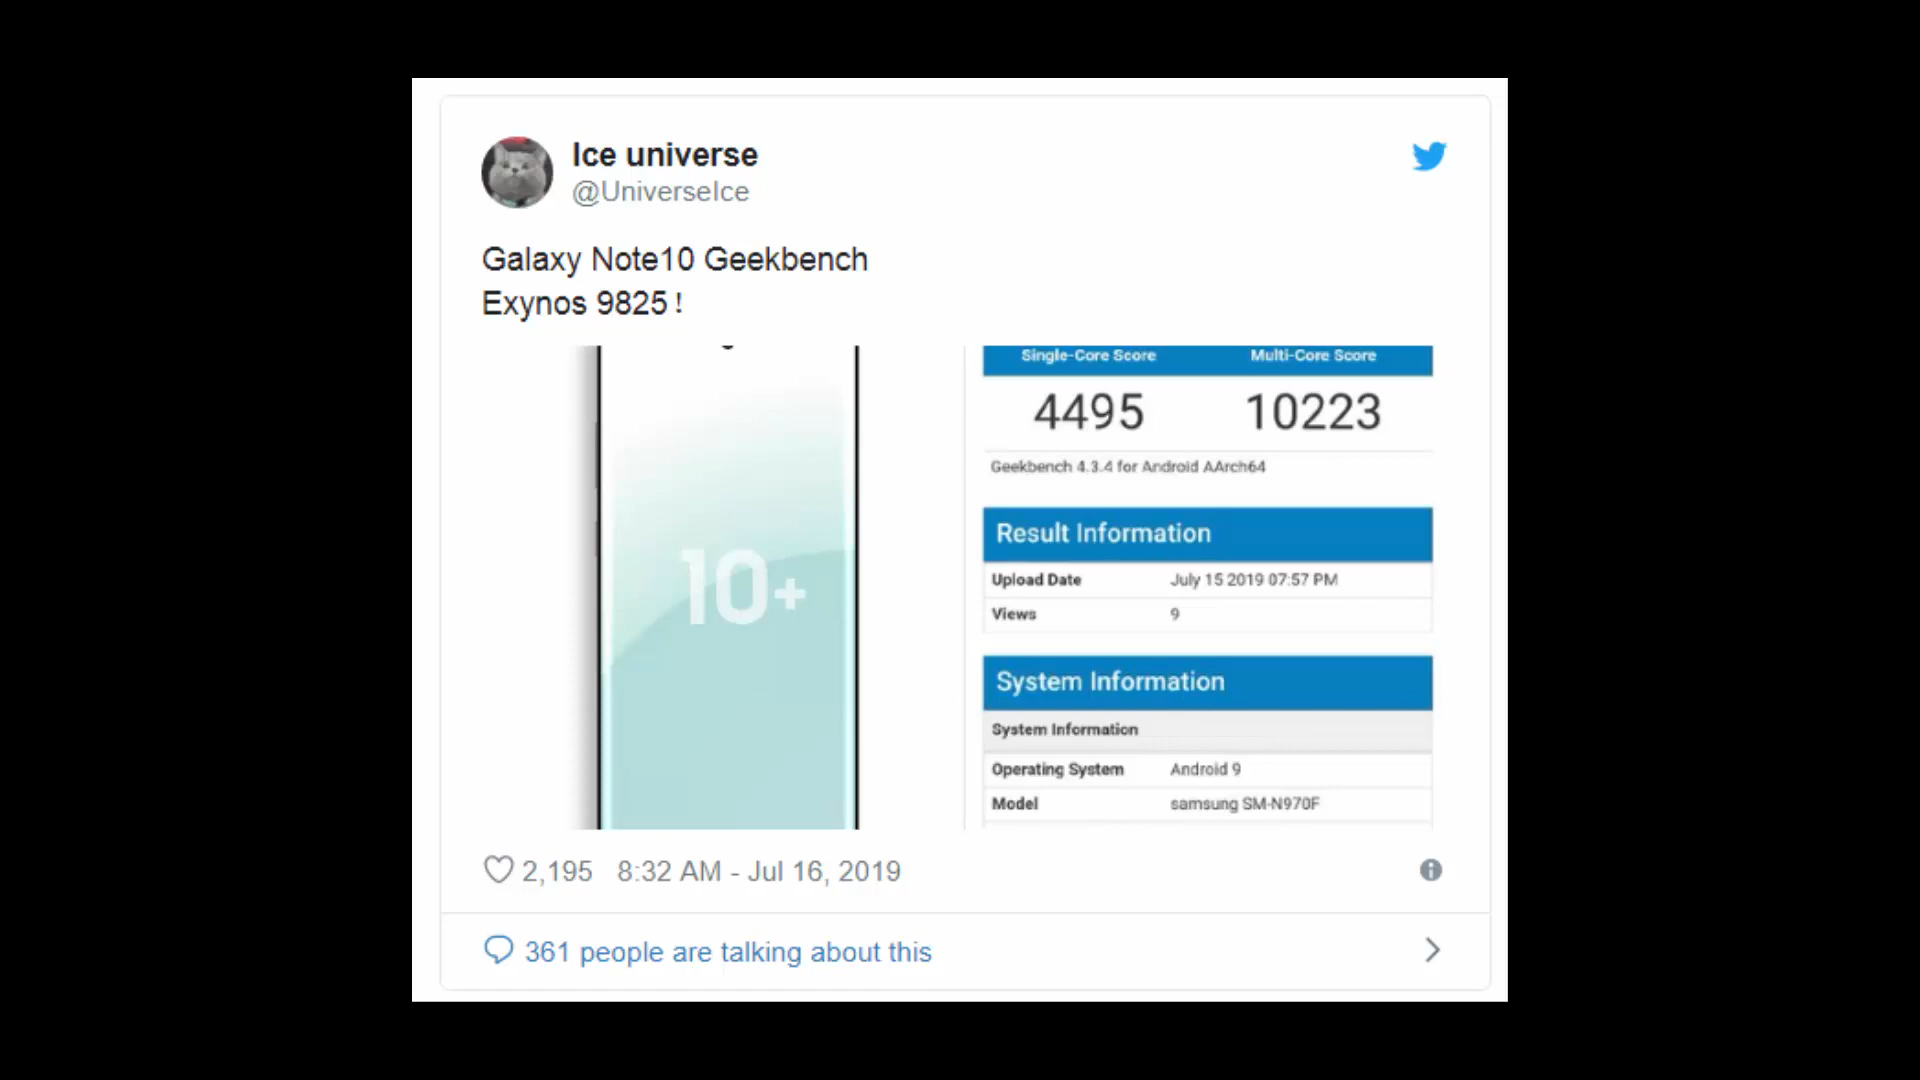 Ice universe
@UniverseIce
Galaxy Note10 Geekbench
Exynos 9825!
10+
Single-Core Score Multi-Core Score
4495 10223
Geekbench 4.3.4 for Android AArch64
Result Information
Upload Date July 15 2019 07:57 PM
Views 9
System Information
System Information
Operating System Android 9
Model samsung SM-N970F
2,195 8:32 AM - Jul 16, 2019
361 people are talking about this